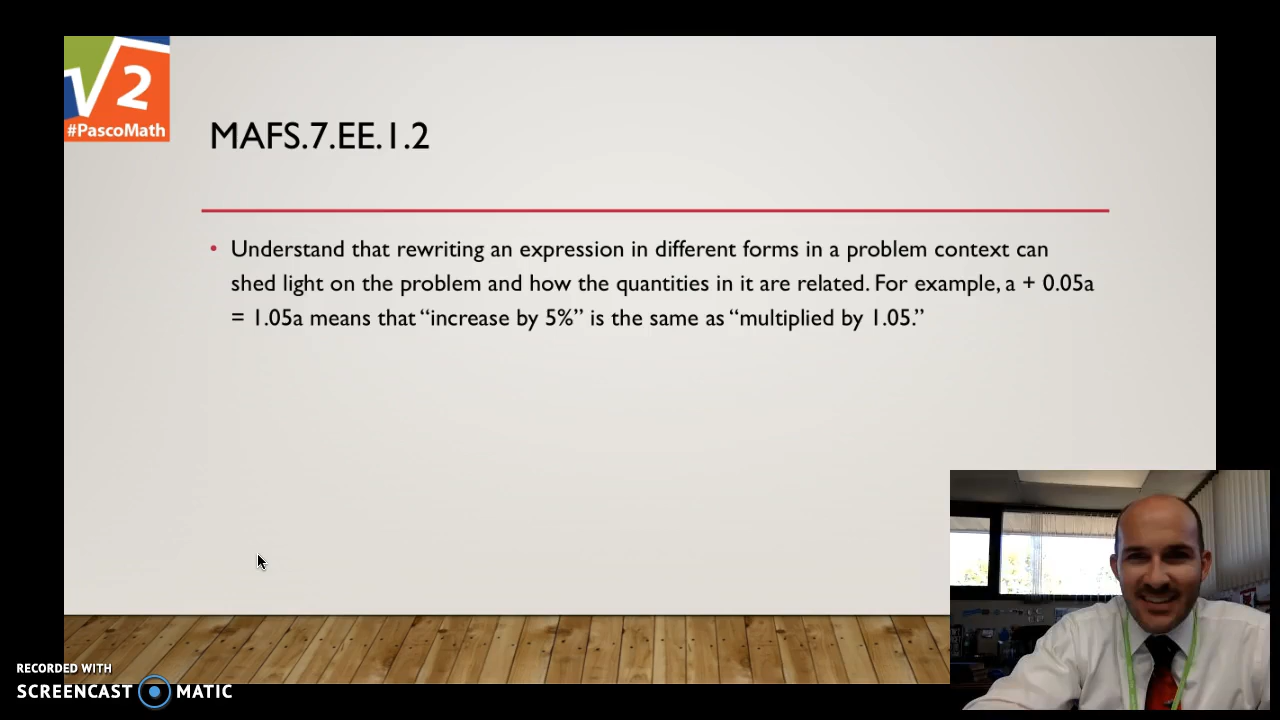 √2
#PascoMath
MAFS.7.EE.1.2
• Understand that rewriting an expression in different forms in a problem context can
shed light on the problem and how the quantities in it are related. For example, a + 0.05a
= 1.05a means that “increase by 5%” is the same as “multiplied by 1.05.”
RECORDED WITH
SCREENCAST MATIC